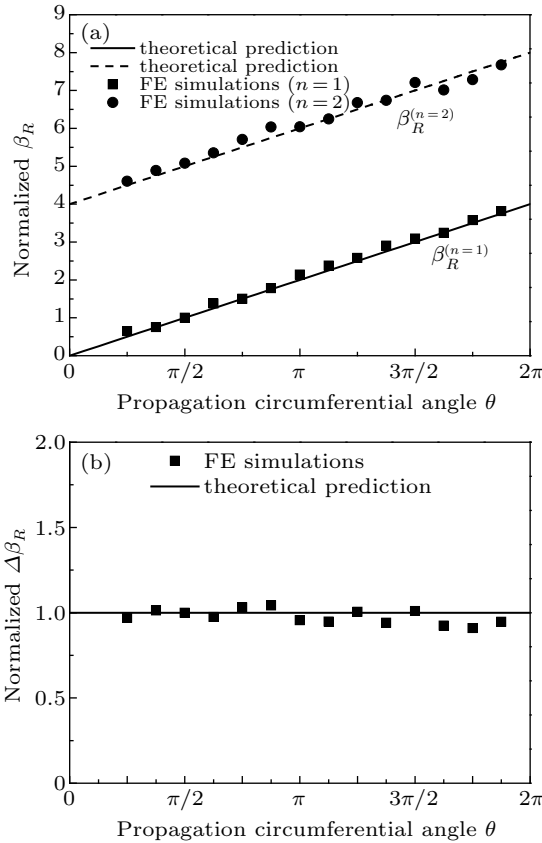 (a)
theoretical prediction
theoretical prediction
FE simulations (n=1)
FE simulations (n=2)
9
8
7
6
5
4
3
2
1
0
Normalized β_R
β_R^{(n=2)}
β_R^{(n=1)}
0 π/2 π 3π/2 2π
Propagation circumferential angle θ
(b)
FE simulations
theoretical prediction
2.0
1.5
1.0
0.5
0
Normalized Δβ_R
0 π/2 π 3π/2 2π
Propagation circumferential angle θ